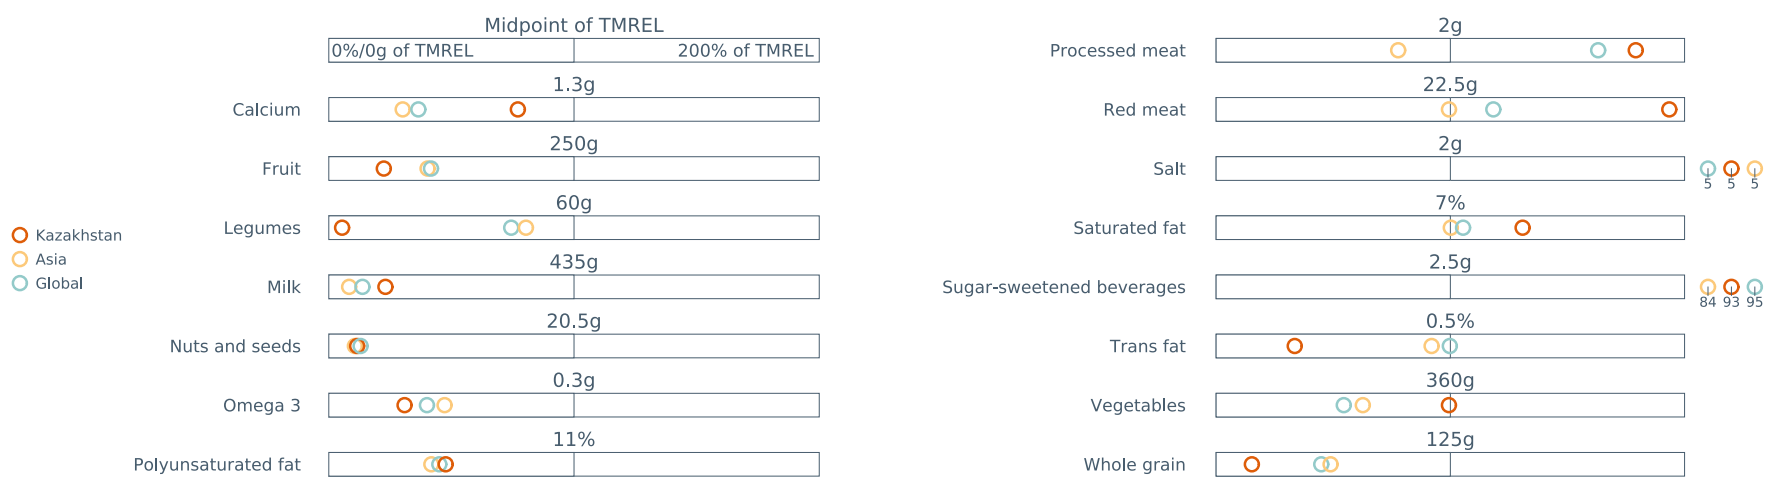 Midpoint of TMREL
0%/0g of TMREL 200% of TMREL
1.3g
Calcium
250g
Fruit
60g
Legumes
435g
Milk
20.5g
Nuts and seeds
0.3g
Omega 3
11%
Polyunsaturated fat
Kazakhstan
Asia
Global
2g
Processed meat
22.5g
Red meat
2g
Salt
5 5 5
7%
Saturated fat
2.5g
Sugar-sweetened beverages
84 93 95
0.5%
Trans fat
360g
Vegetables
125g
Whole grain